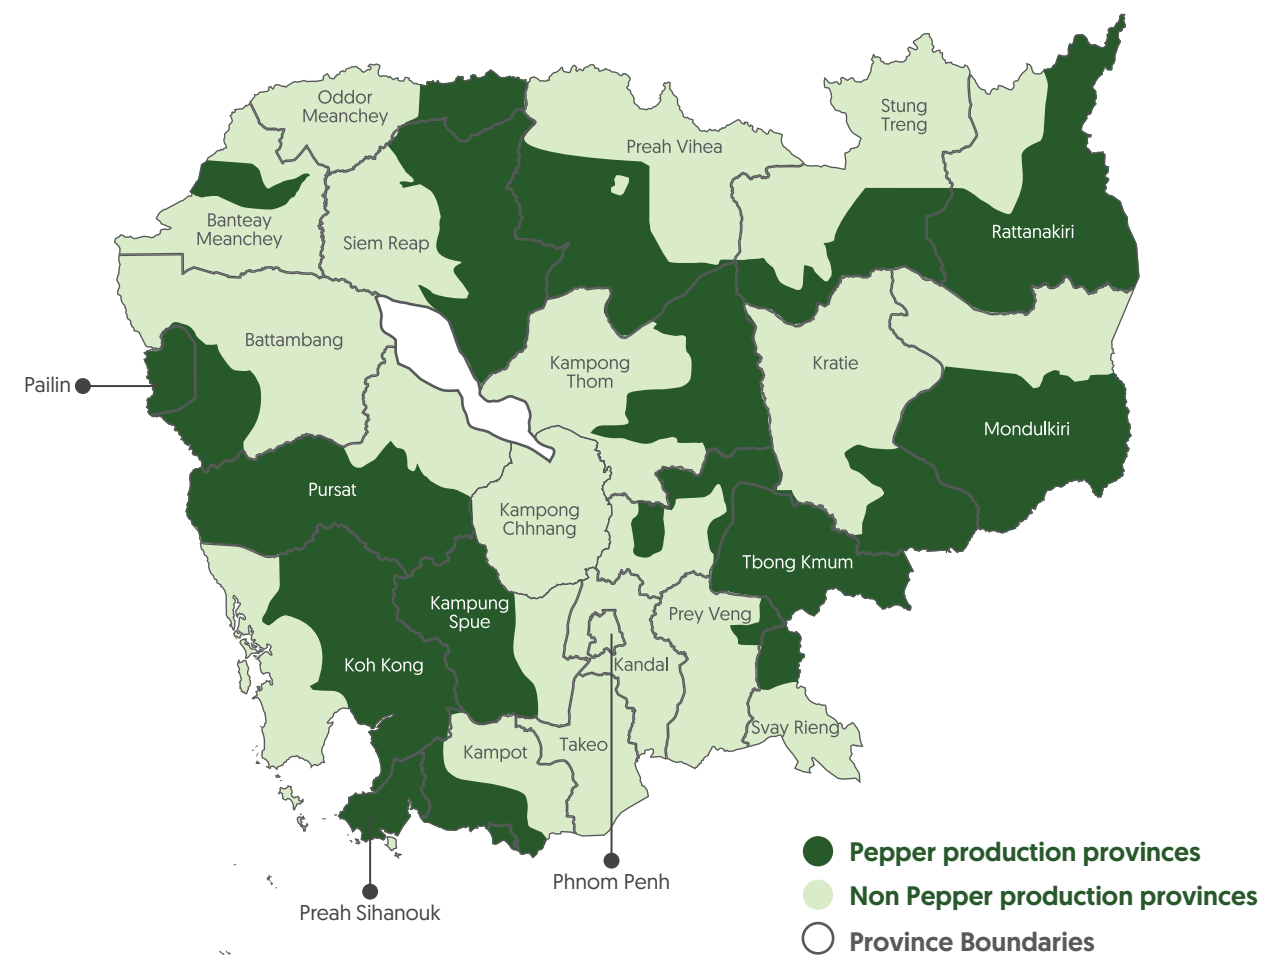 Oddor
Meanchey
Stung
Treng
Preah Vihea
Banteay
Meanchey
Siem Reap
Rattanakiri
Battambang
Kampong
Thom
Kratie
Pailin
Mondulkiri
Pursat
Kampong
Chhnang
Tbong Kmum
Kampung
Spue
Prey Veng
Koh Kong
Kandal
Svay Rieng
Kampot
Takeo
Phnom Penh
Preah Sihanouk
Pepper production provinces
Non Pepper production provinces
Province Boundaries